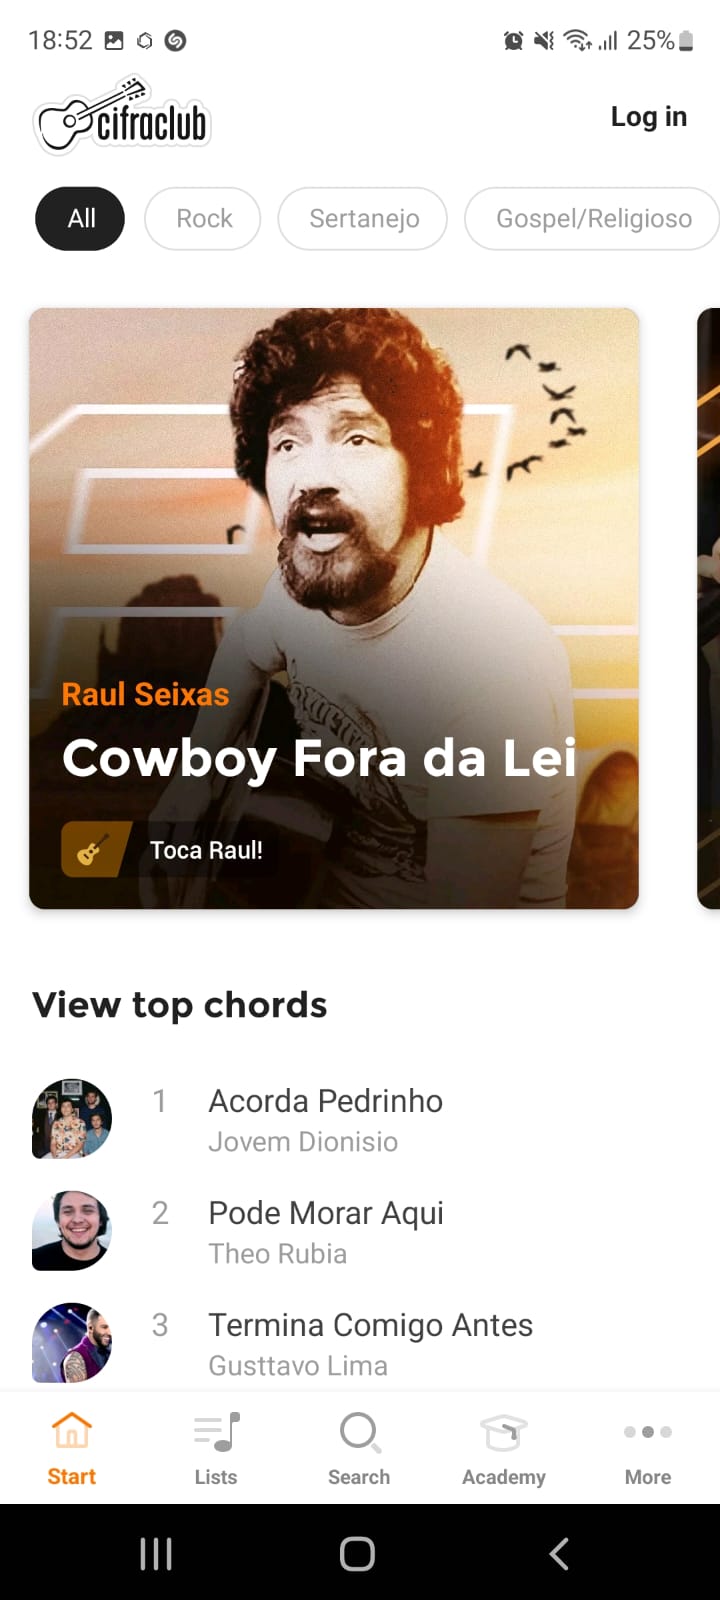 18:52
25%
cifraclub
Log in
All
Rock
Sertanejo
Gospel/Religioso
Raul Seixas
Cowboy Fora da Lei
Toca Raul!
View top chords
1
Acorda Pedrinho
Jovem Dionisio
2
Pode Morar Aqui
Theo Rubia
3
Termina Comigo Antes
Gusttavo Lima
Start
Lists
Search
Academy
More